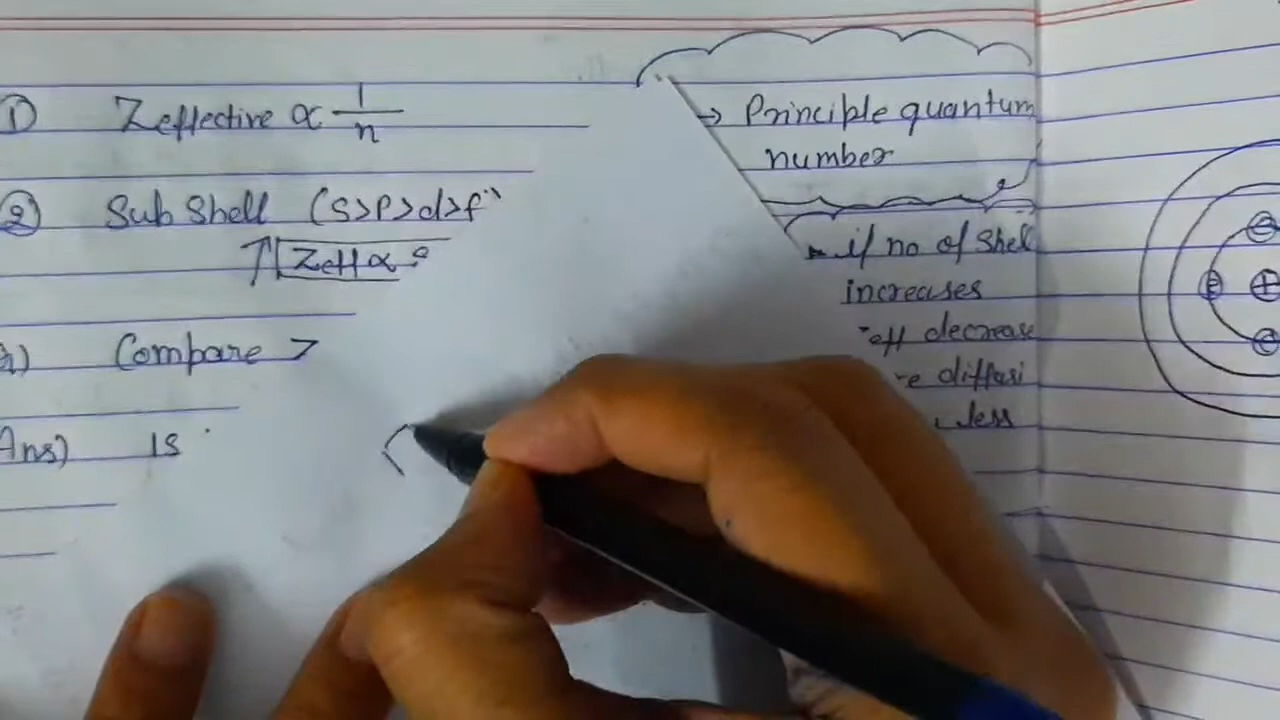 1) Zeffective ∝ 1/n
→ Principle quantum
number
2) Sub Shell (S>P>d>f
↑ Zeff ∝
if no of Shell
increases
eff decrease
Compare >
e diffusi
less
Ans) 1S